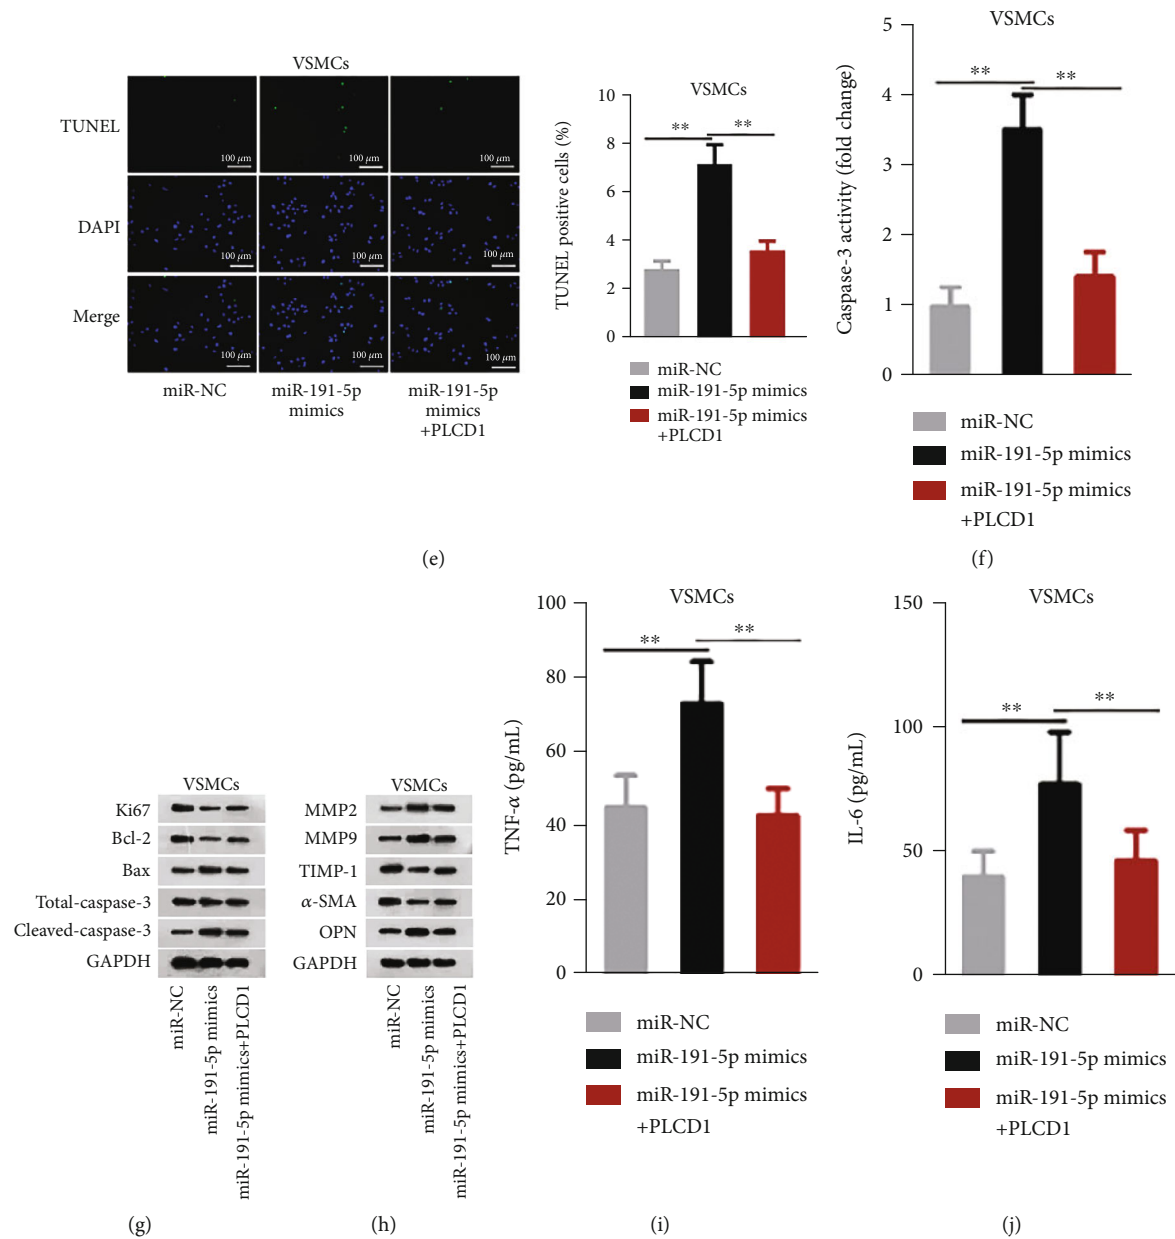 VSMCs
TUNEL
100 μm
100 μm
100 μm
DAPI
100 μm
100 μm
100 μm
Merge
100 μm
100 μm
100 μm
miR-NC
miR-191-5p
mimics
miR-191-5p
mimics
+PLCD1
VSMCs
TUNEL positive cells (%)
10
8
6
4
2
0
**
**
miR-NC
miR-191-5p mimics
miR-191-5p mimics
+PLCD1
(e)
VSMCs
Caspase-3 activity (fold change)
5
4
3
2
1
0
**
**
miR-NC
miR-191-5p mimics
miR-191-5p mimics
+PLCD1
(f)
VSMCs
Ki67
Bcl-2
Bax
Total-caspase-3
Cleaved-caspase-3
GAPDH
miR-NC
miR-191-5p mimics
miR-191-5p mimics+PLCD1
(g)
VSMCs
MMP2
MMP9
TIMP-1
α-SMA
OPN
GAPDH
miR-NC
miR-191-5p mimics
miR-191-5p mimics+PLCD1
(h)
VSMCs
TNF-α (pg/mL)
100
80
60
40
20
0
**
**
miR-NC
miR-191-5p mimics
miR-191-5p mimics
+PLCD1
(i)
VSMCs
IL-6 (pg/mL)
150
100
50
0
**
**
miR-NC
miR-191-5p mimics
miR-191-5p mimics
+PLCD1
(j)